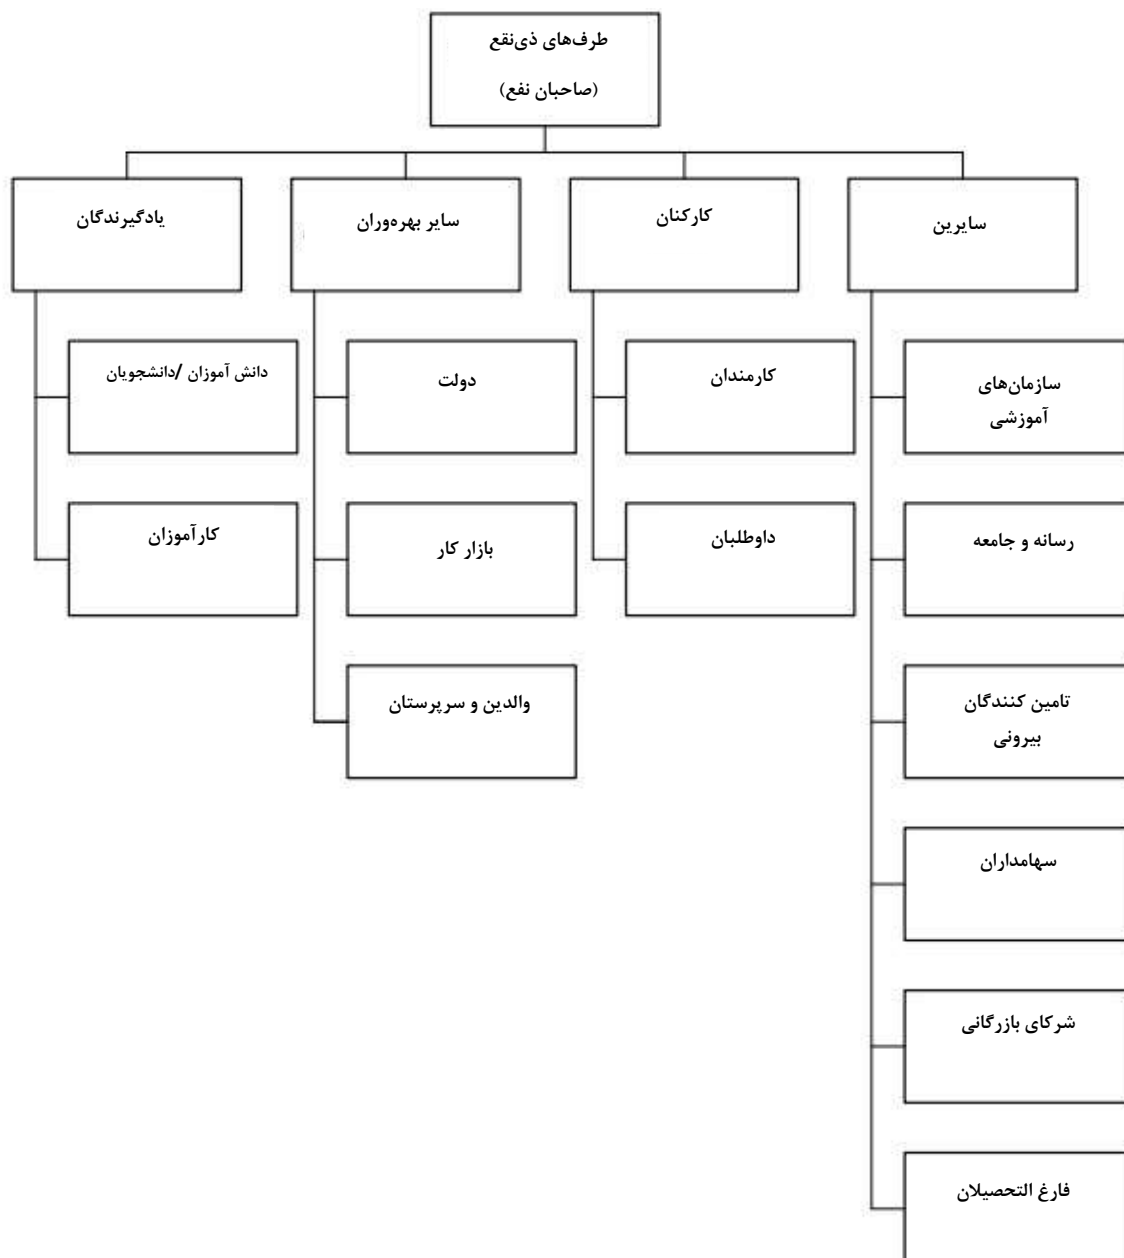 طرف‌های ذی‌نقع
(صاحبان نفع)
یادگیرندگان
سایر بهره‌وران
کارکنان
سایرین
دانش آموزان /دانشجویان
کارآموزان
دولت
بازار کار
والدین و سرپرستان
کارمندان
داوطلبان
سازمان‌های
آموزشی
رسانه و جامعه
تامین کنندگان
بیرونی
سهامداران
شرکای بازرگانی
فارغ التحصیلان